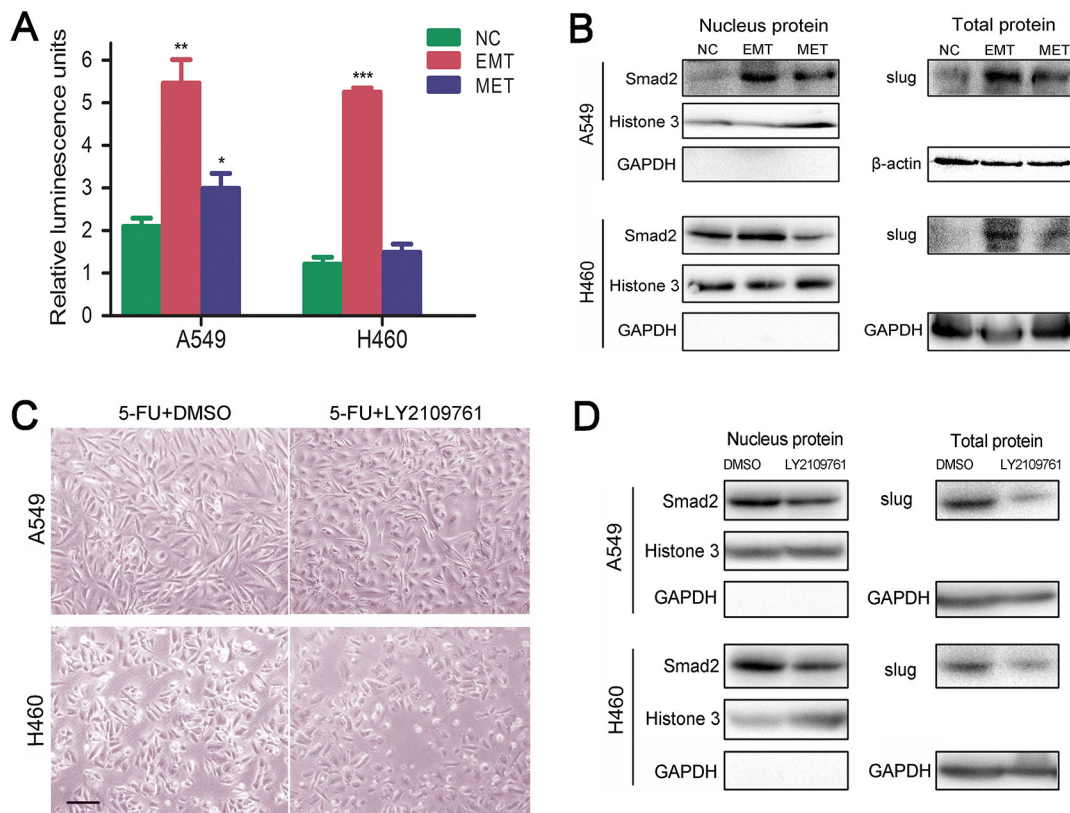 A
Relative luminescence units
6
5
4
3
2
1
0
** 
*
***
NC
EMT
MET
A549
H460
B
Nucleus protein
NC EMT MET
Total protein
NC EMT MET
A549
Smad2
Histone 3
GAPDH
slug
β-actin
H460
Smad2
Histone 3
GAPDH
slug
GAPDH
C
5-FU+DMSO
5-FU+LY2109761
A549
H460
D
Nucleus protein
DMSO LY2109761
Total protein
DMSO LY2109761
A549
Smad2
Histone 3
GAPDH
slug
GAPDH
H460
Smad2
Histone 3
GAPDH
slug
GAPDH